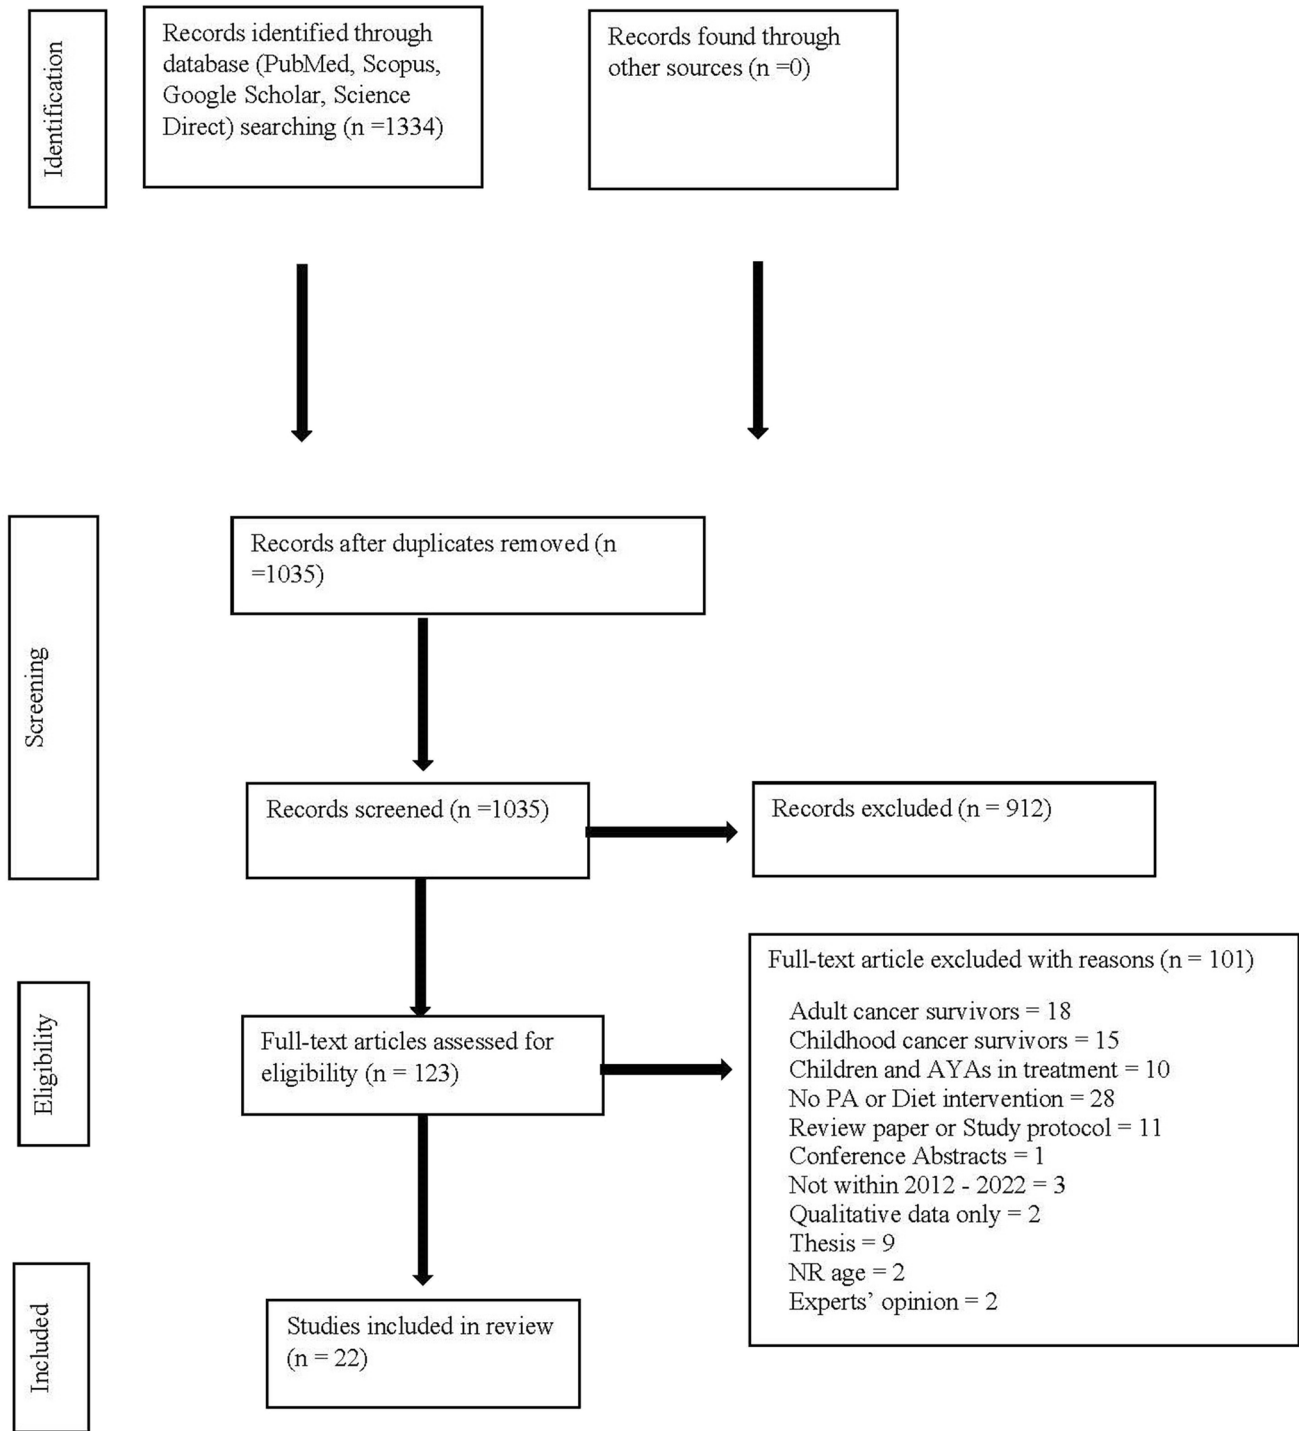 Identification
Records identified through
database (PubMed, Scopus,
Google Scholar, Science
Direct) searching (n =1334)
Records found through
other sources (n =0)
Screening
Records after duplicates removed (n
=1035)
Records screened (n =1035)
Records excluded (n = 912)
Eligibility
Full-text articles assessed for
eligibility (n = 123)
Full-text article excluded with reasons (n = 101)
Adult cancer survivors = 18
Childhood cancer survivors = 15
Children and AYAs in treatment = 10
No PA or Diet intervention = 28
Review paper or Study protocol = 11
Conference Abstracts = 1
Not within 2012 - 2022 = 3
Qualitative data only = 2
Thesis = 9
NR age = 2
Experts’ opinion = 2
Included
Studies included in review
(n = 22)